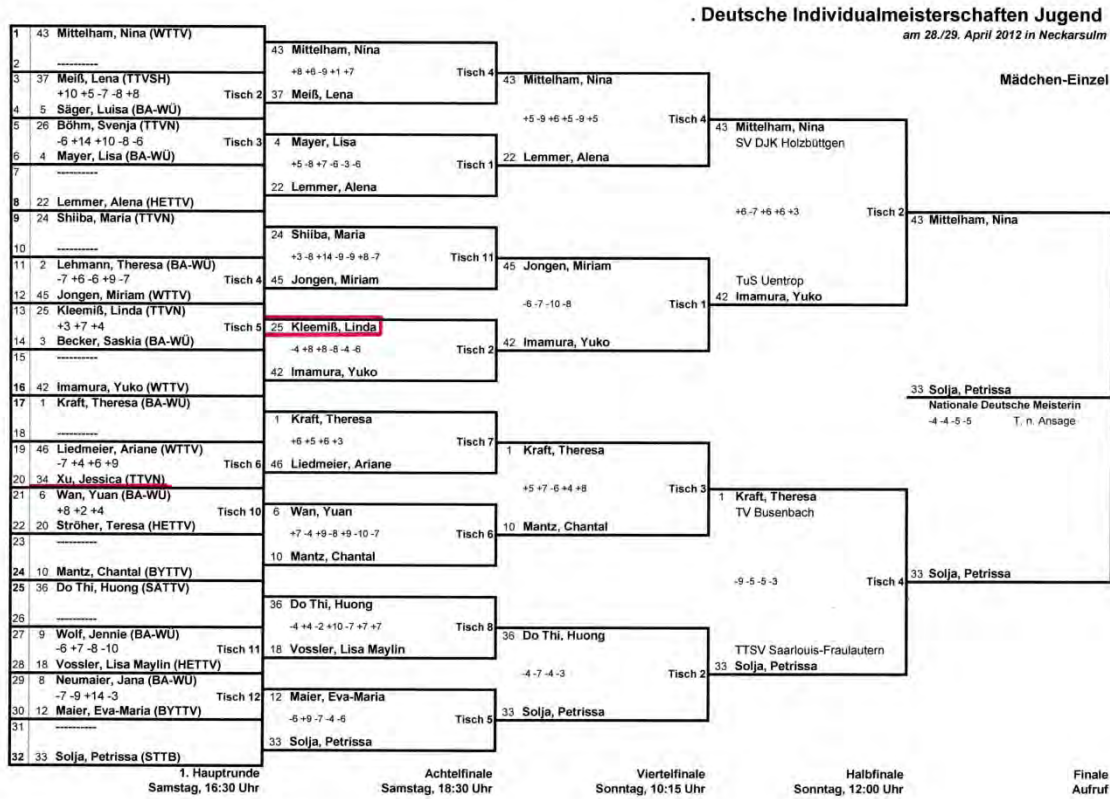 . Deutsche Individualmeisterschaften Jugend
am 28./29. April 2012 in Neckarsulm
Mädchen-Einzel
1 43 Mittelham, Nina (WTTV)
2 ----------
3 37 Meiß, Lena (TTVSH)
+10 +5 -7 -8 +8 Tisch 2
4 5 Säger, Luisa (BA-WÜ)
5 26 Böhm, Svenja (TTVN)
-6 +14 +10 -8 -6 Tisch 3
6 4 Mayer, Lisa (BA-WÜ)
7 ----------
8 22 Lemmer, Alena (HETTV)
9 24 Shiiba, Maria (TTVN)
10 ----------
11 2 Lehmann, Theresa (BA-WÜ)
-7 +6 -6 +9 -7 Tisch 4
12 45 Jongen, Miriam (WTTV)
13 25 Kleemiß, Linda (TTVN)
+3 +7 +4 Tisch 5
14 3 Becker, Saskia (BA-WÜ)
15 ----------
16 42 Imamura, Yuko (WTTV)
17 1 Kraft, Theresa (BA-WÜ)
18 ----------
19 46 Liedmeier, Ariane (WTTV)
-7 +4 +6 +9 Tisch 6
20 34 Xu, Jessica (TTVN)
21 6 Wan, Yuan (BA-WÜ)
+8 +2 +4 Tisch 10
22 20 Ströher, Teresa (HETTV)
23 ----------
24 10 Mantz, Chantal (BYTTV)
25 36 Do Thi, Huong (SATTV)
26 ----------
27 9 Wolf, Jennie (BA-WÜ)
-6 +7 -8 -10 Tisch 11
28 18 Vossler, Lisa Maylin (HETTV)
29 8 Neumaier, Jana (BA-WÜ)
-7 -9 +14 -3 Tisch 12
30 12 Maier, Eva-Maria (BYTTV)
31 ----------
32 33 Solja, Petrissa (STTB)
1. Hauptrunde
Samstag, 16:30 Uhr
43 Mittelham, Nina
+8 +6 -9 +1 +7 Tisch 4
37 Meiß, Lena
4 Mayer, Lisa
+5 -8 +7 -6 -3 -6 Tisch 1
22 Lemmer, Alena
24 Shiiba, Maria
+3 -8 +14 -9 -9 +8 -7 Tisch 11
45 Jongen, Miriam
25 Kleemiß, Linda
-4 +8 +8 -8 -4 -6 Tisch 2
42 Imamura, Yuko
1 Kraft, Theresa
+6 +5 +6 +3 Tisch 7
46 Liedmeier, Ariane
6 Wan, Yuan
+7 -4 +9 -8 +9 -10 -7 Tisch 6
10 Mantz, Chantal
36 Do Thi, Huong
-4 +4 -2 +10 -7 +7 +7 Tisch 8
18 Vossler, Lisa Maylin
12 Maier, Eva-Maria
-6 +9 -7 -4 -6 Tisch 5
33 Solja, Petrissa
Achtelfinale
Samstag, 18:30 Uhr
43 Mittelham, Nina
+5 -9 +6 +5 -9 +5 Tisch 4
22 Lemmer, Alena
45 Jongen, Miriam
-6 -7 -10 -8 Tisch 1
42 Imamura, Yuko
1 Kraft, Theresa
+5 +7 -6 +4 +8 Tisch 3
10 Mantz, Chantal
36 Do Thi, Huong
-4 -7 -4 -3 Tisch 2
33 Solja, Petrissa
Viertelfinale
Sonntag, 10:15 Uhr
43 Mittelham, Nina
SV DJK Holzbüttgen
+6 -7 +6 +6 +3 Tisch 2
TuS Uentrop
42 Imamura, Yuko
1 Kraft, Theresa
TV Busenbach
-9 -5 -5 -3 Tisch 4
TTSV Saarlouis-Fraulautern
33 Solja, Petrissa
Halbfinale
Sonntag, 12:00 Uhr
43 Mittelham, Nina
33 Solja, Petrissa
Nationale Deutsche Meisterin
-4 -4 -5 -5 T. n. Ansage
33 Solja, Petrissa
Finale
Aufruf